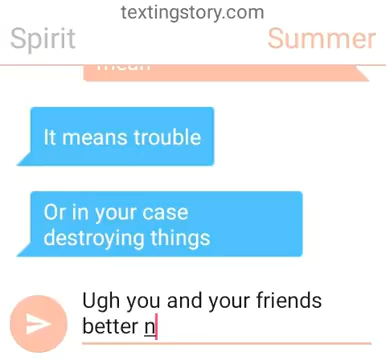 textingstory.com
Spirit Summer
mean
It means trouble
Or in your case
destroying things
Ugh you and your friends
better n